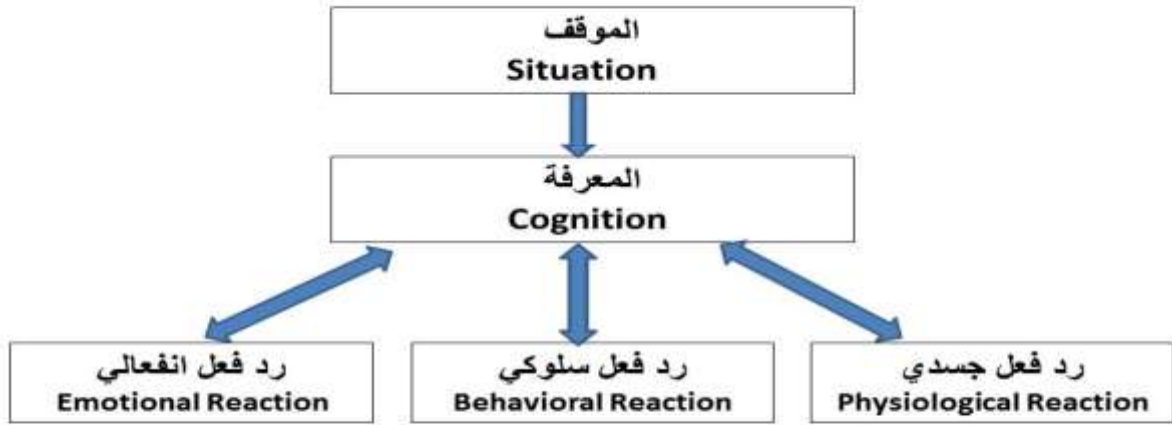 الموقف
Situation
المعرفة
Cognition
رد فعل انفعالي
Emotional Reaction
رد فعل سلوكي
Behavioral Reaction
رد فعل جسدي
Physiological Reaction